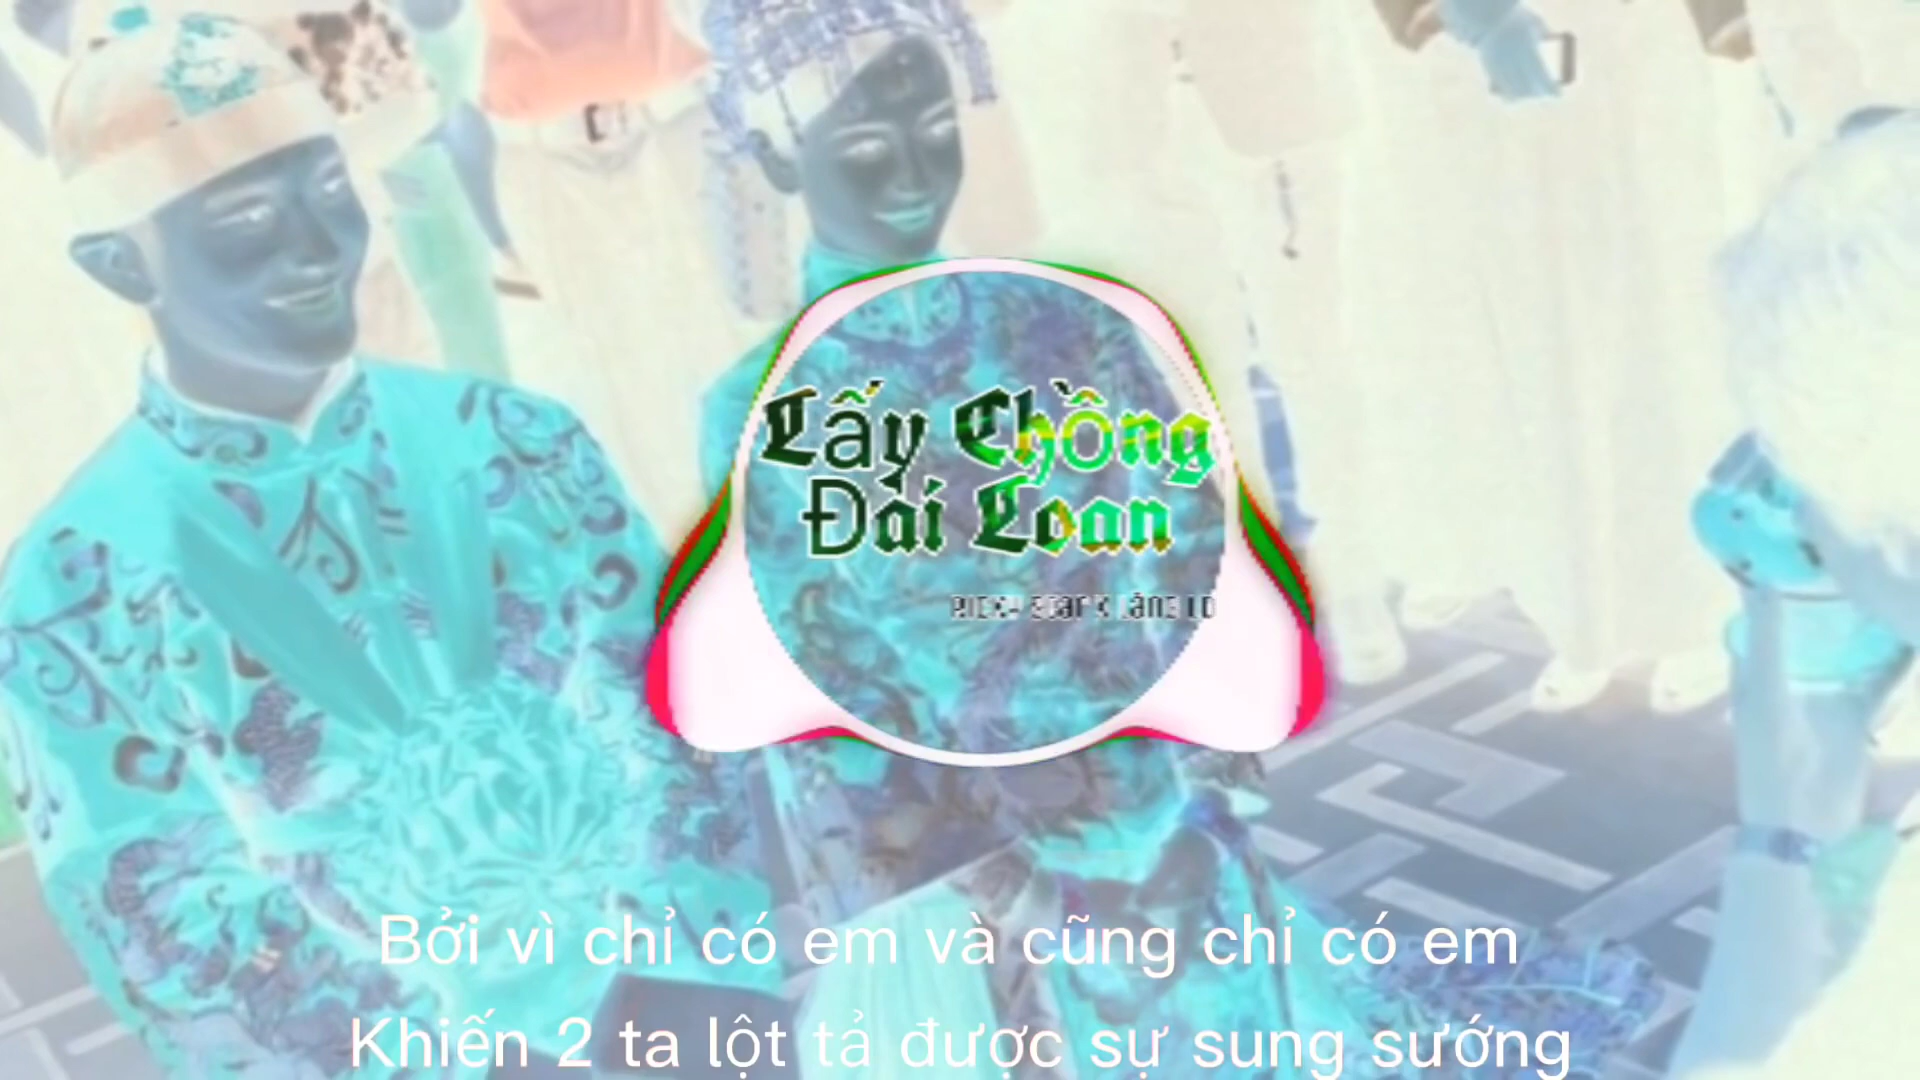 Lấy Chồng
Đài Loan
Bởi vì chỉ có em và cũng chỉ có em
Khiến 2 ta lột tả được sự sung sướng